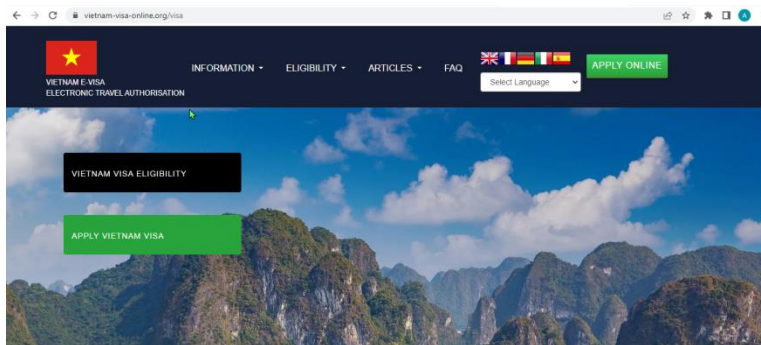 vietnam-visa-online.org/visa
INFORMATION
ELIGIBILITY
ARTICLES
FAQ
APPLY ONLINE
Select Language
VIETNAM E-VISA
ELECTRONIC TRAVEL AUTHORISATION
VIETNAM VISA ELIGIBILITY
APPLY VIETNAM VISA